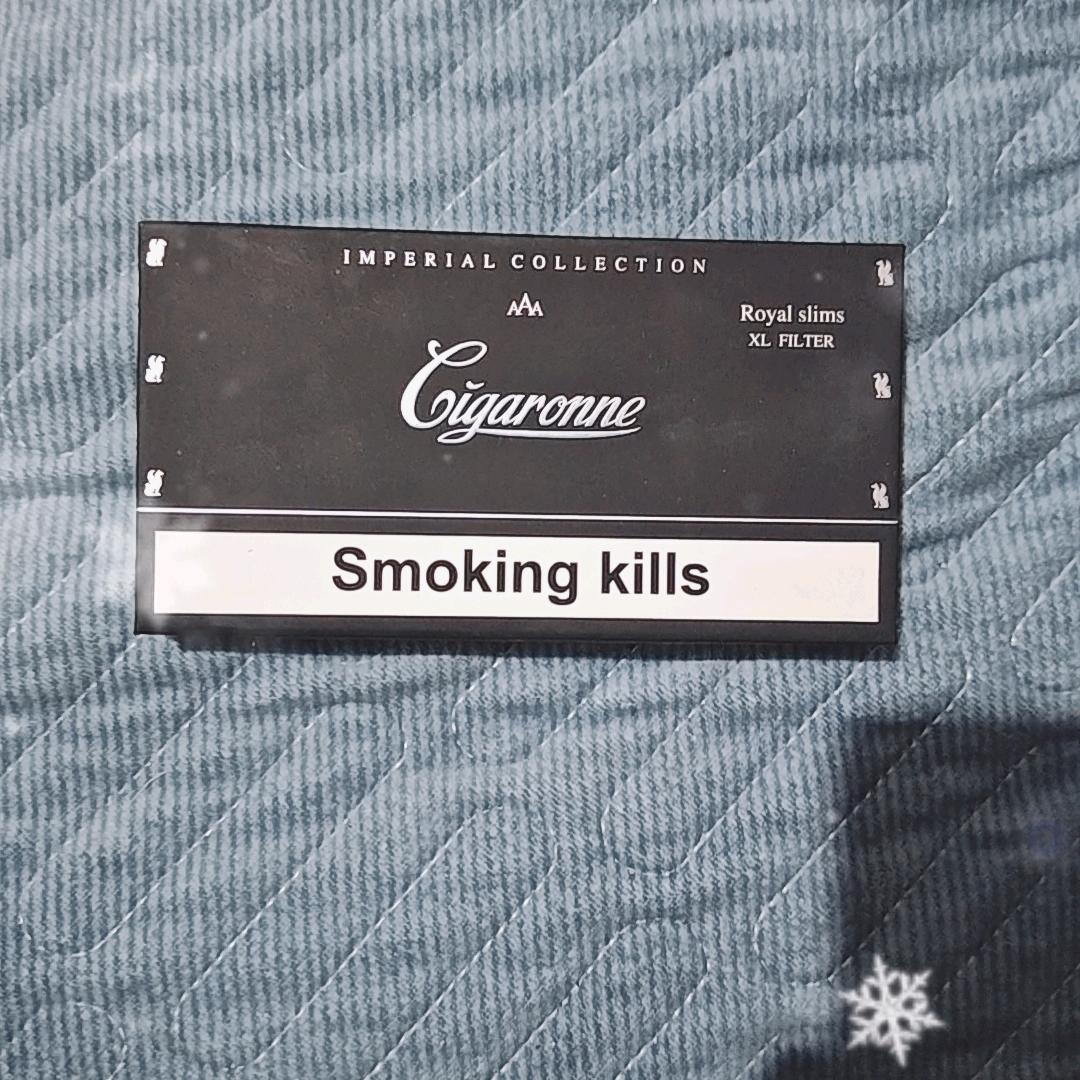 IMPERIAL COLLECTION
AAA
Royal slims
XL FILTER
Cigaronne
Smoking kills